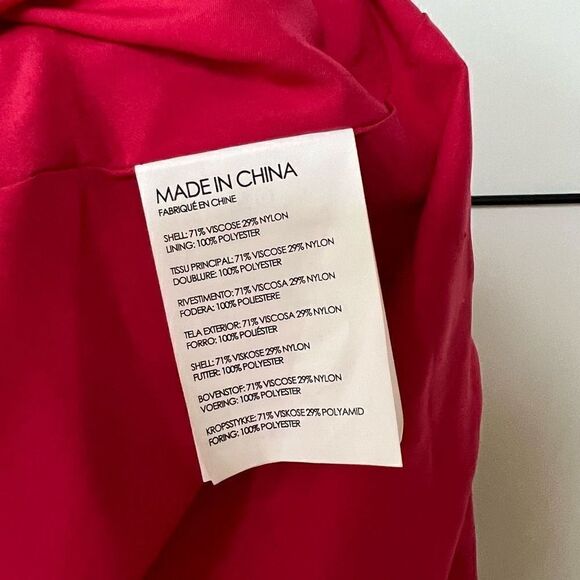 MADE IN CHINA
FABRIQUÉ EN CHINE
SHELL: 71% VISCOSE 29% NYLON
LINING: 100% POLYESTER
TISSU PRINCIPAL: 71% VISCOSE 29% NYLON
DOUBLURE: 100% POLYESTER
RIVESTIMENTO: 71% VISCOSA 29% NYLON
FODERA: 100% POLIESTERE
TELA EXTERIOR: 71% VISCOSA 29% NYLON
FORRO: 100% POLIÉSTER
SHELL: 71% VISKOSE 29% NYLON
FUTTER: 100% POLYESTER
BOVENSTOF: 71% VISCOSE 29% NYLON
VOERING: 100% POLYESTER
KROPSSTYKKE: 71% VISKOSE 29% POLYAMID
FORING: 100% POLYESTER